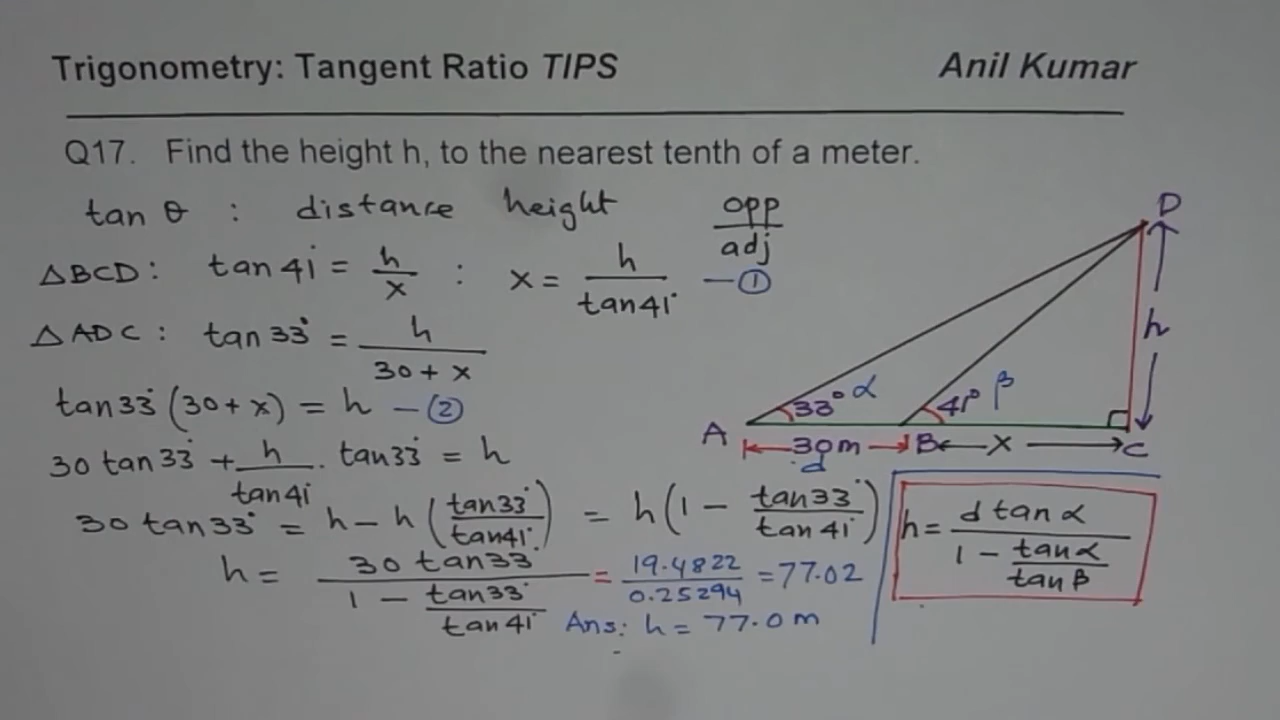 Trigonometry: Tangent Ratio TIPS Anil Kumar
Q17. Find the height h, to the nearest tenth of a meter.
tan θ : distance height opp/adj
△BCD: tan 41° = h/x : x = h/tan 41° — ①
△ADC: tan 33° = h/(30 + x)
tan 33° (30 + x) = h — ②
30 tan 33° + h/tan 41° . tan 33° = h
30 tan 33° = h - h (tan 33°/tan 41°) = h (1 - tan 33°/tan 41°)
h = 30 tan 33°/(1 - tan 33°/tan 41°) = 19.4822/0.25294 = 77.02
Ans: h = 77.0 m
D
h
33° α
41° β
A 30 m B x C
d
h = d tan α/(1 - tan α/tan β)